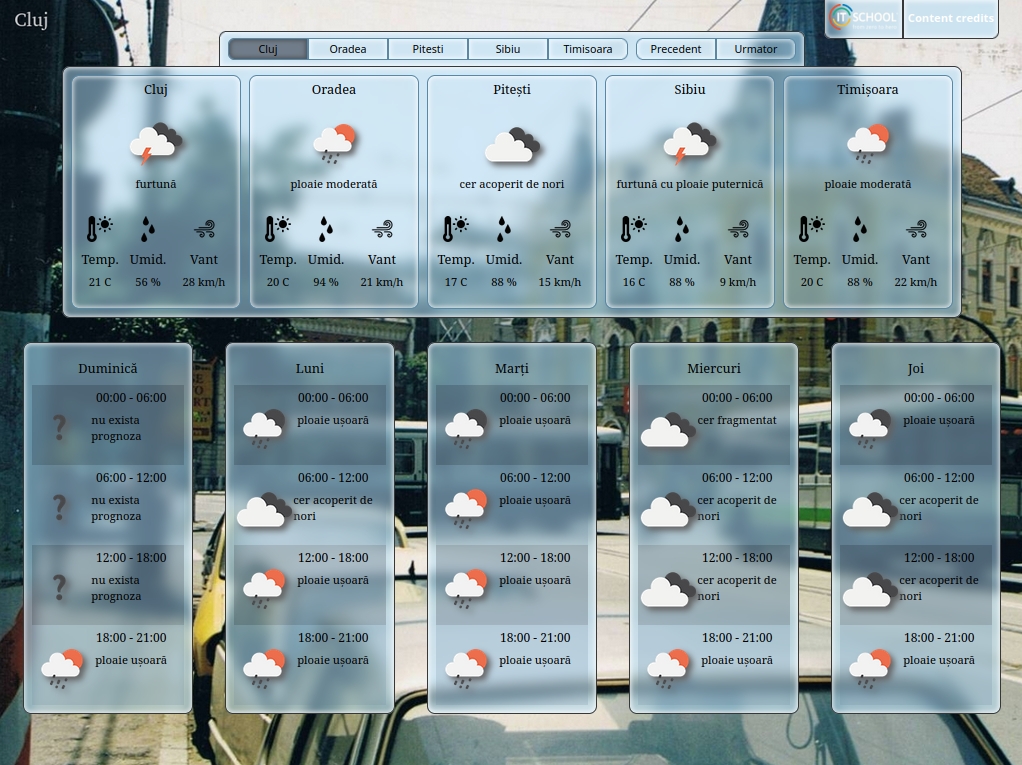 Cluj
IT SCHOOL
Content credits
Cluj Oradea Pitesti Sibiu Timisoara Precedent Urmator
Cluj
furtună
Temp. Umid. Vant
21 C 56 % 28 km/h
Oradea
ploaie moderată
Temp. Umid. Vant
20 C 94 % 21 km/h
Pitești
cer acoperit de nori
Temp. Umid. Vant
17 C 88 % 15 km/h
Sibiu
furtună cu ploaie puternică
Temp. Umid. Vant
16 C 88 % 9 km/h
Timișoara
ploaie moderată
Temp. Umid. Vant
20 C 88 % 22 km/h
Duminică
00:00 - 06:00
?
nu exista
prognoza
06:00 - 12:00
?
nu exista
prognoza
12:00 - 18:00
?
nu exista
prognoza
18:00 - 21:00
ploaie ușoară
Luni
00:00 - 06:00
ploaie ușoară
06:00 - 12:00
cer acoperit de
nori
12:00 - 18:00
ploaie ușoară
18:00 - 21:00
ploaie ușoară
Marți
00:00 - 06:00
ploaie ușoară
06:00 - 12:00
ploaie ușoară
12:00 - 18:00
ploaie ușoară
18:00 - 21:00
ploaie ușoară
Miercuri
00:00 - 06:00
cer fragmentat
06:00 - 12:00
cer acoperit de
nori
12:00 - 18:00
cer acoperit de
nori
18:00 - 21:00
ploaie ușoară
Joi
00:00 - 06:00
ploaie ușoară
06:00 - 12:00
cer acoperit de
nori
12:00 - 18:00
cer acoperit de
nori
18:00 - 21:00
ploaie ușoară